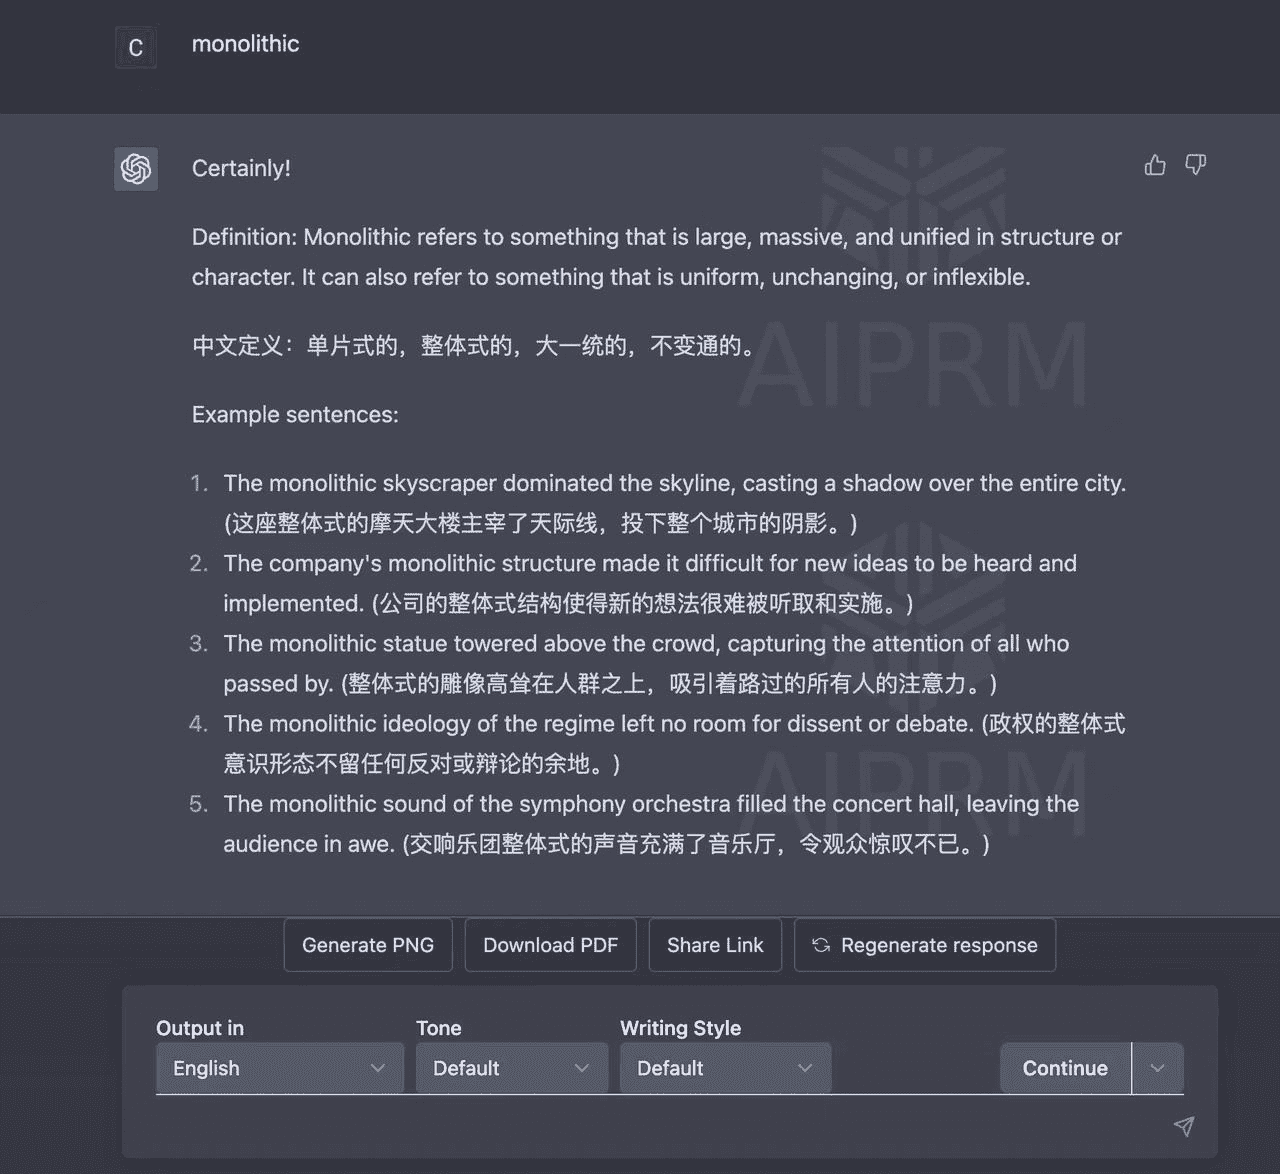 C
monolithic
Certainly!
Definition: Monolithic refers to something that is large, massive, and unified in structure or
character. It can also refer to something that is uniform, unchanging, or inflexible.
中文定义：单片式的，整体式的，大一统的，不变通的。
AIPRM
Example sentences:
1. The monolithic skyscraper dominated the skyline, casting a shadow over the entire city.
(这座整体式的摩天大楼主宰了天际线，投下整个城市的阴影。)
2. The company's monolithic structure made it difficult for new ideas to be heard and
implemented. (公司的整体式结构使得新的想法很难被听取和实施。)
3. The monolithic statue towered above the crowd, capturing the attention of all who
passed by. (整体式的雕像高耸在人群之上，吸引着路过的所有人的注意力。)
4. The monolithic ideology of the regime left no room for dissent or debate. (政权的整体式
意识形态不留任何反对或辩论的余地。)
AIPRM
5. The monolithic sound of the symphony orchestra filled the concert hall, leaving the
audience in awe. (交响乐团整体式的声音充满了音乐厅，令观众惊叹不已。)
Generate PNG Download PDF Share Link Regenerate response
Output in Tone Writing Style
English Default Default Continue